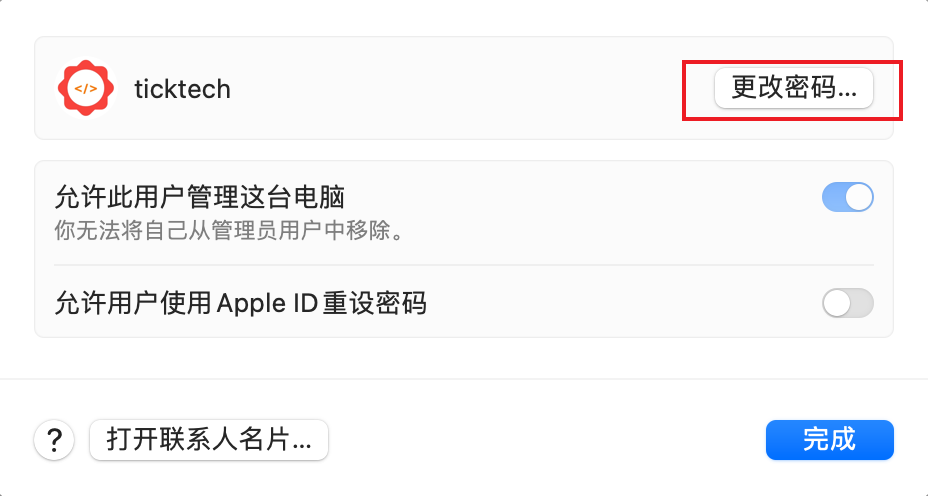 </>
ticktech
更改密码...
允许此用户管理这台电脑
你无法将自己从管理员用户中移除。
允许用户使用 Apple ID 重设密码
?
打开联系人名片...
完成